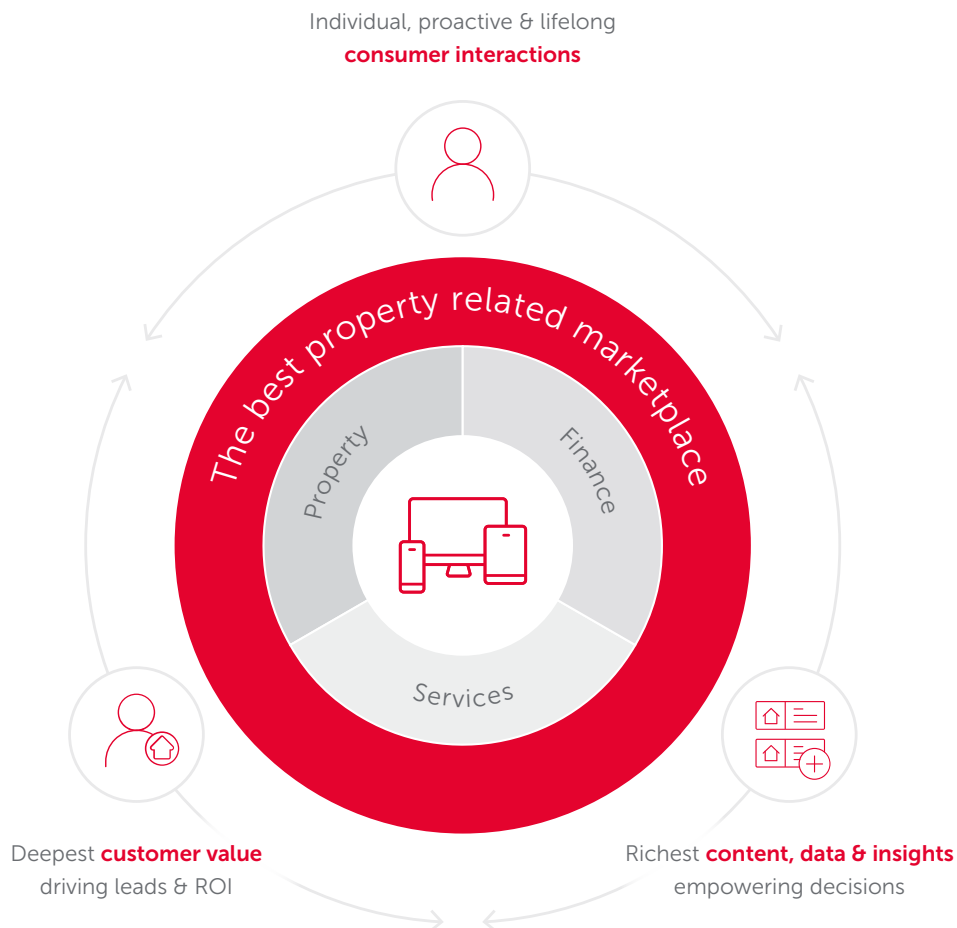 Individual, proactive & lifelong
consumer interactions
The best property related marketplace
Property
Finance
Services
Deepest customer value
driving leads & ROI
Richest content, data & insights
empowering decisions